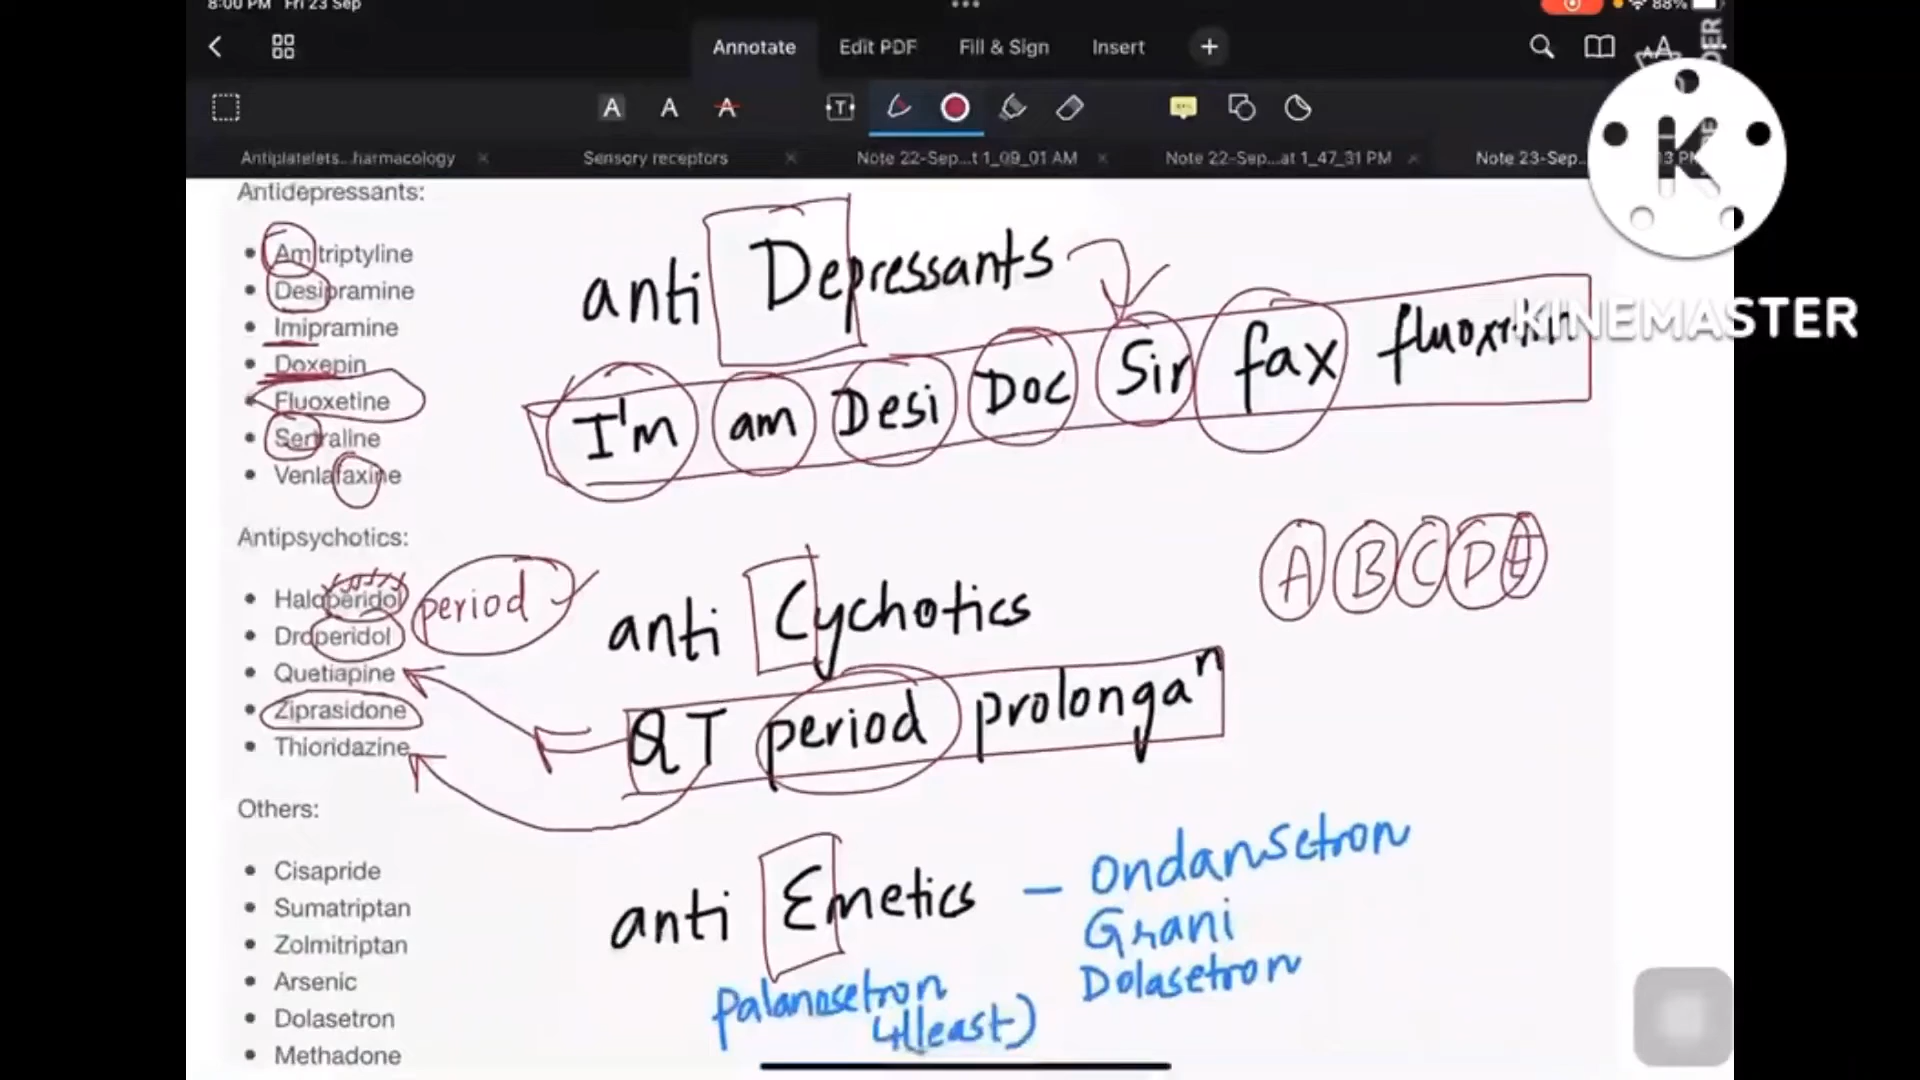 8:00 PM Fri 23 Sep
88%
Annotate
Edit PDF
Fill & Sign
Insert
Antiplatelets...harmacology
Sensory receptors
Note 22-Sep...t 1_09_01 AM
Note 22-Sep...at 1_47_31 PM
Note 23-Sep...
K
KINEMASTER
Antidepressants:
Amitriptyline
Desipramine
Imipramine
Doxepin
Fluoxetine
Sertraline
Venlafaxine
anti Depressants
I'm am Desi Doc Sir fax
Antipsychotics:
Haloperidol
Droperidol
Quetiapine
Ziprasidone
Thioridazine
period
anti Cychotics
QT period prolongaⁿ
A B C D E
Others:
Cisapride
Sumatriptan
Zolmitriptan
Arsenic
Dolasetron
Methadone
anti Emetics - Ondansetron
Grani
Dolasetron
palanosetron
(least)